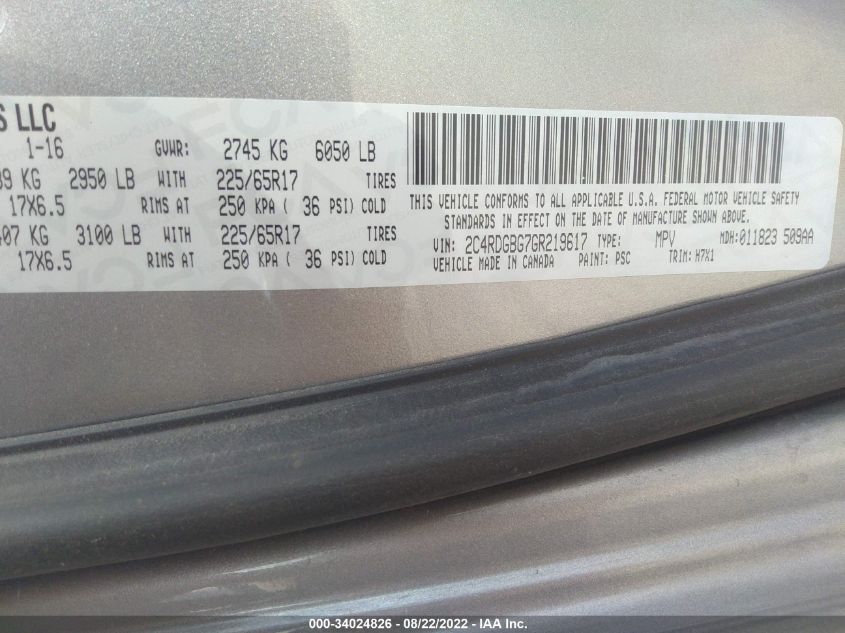 S LLC
1-16 GVWR: 2745 KG 6050 LB
39 KG 2950 LB WITH 225/65R17 TIRES
17X6.5 RIMS AT 250 KPA ( 36 PSI) COLD
407 KG 3100 LB WITH 225/65R17 TIRES
17X6.5 RIMS AT 250 KPA ( 36 PSI) COLD
THIS VEHICLE CONFORMS TO ALL APPLICABLE U.S.A. FEDERAL MOTOR VEHICLE SAFETY
STANDARDS IN EFFECT ON THE DATE OF MANUFACTURE SHOWN ABOVE.
VIN: 2C4RDGBG7GR219617 TYPE: MPV MDH:011823 509AA
VEHICLE MADE IN CANADA PAINT: PSC TRIM: H7X1
000-34024826 - 08/22/2022 - IAA Inc.